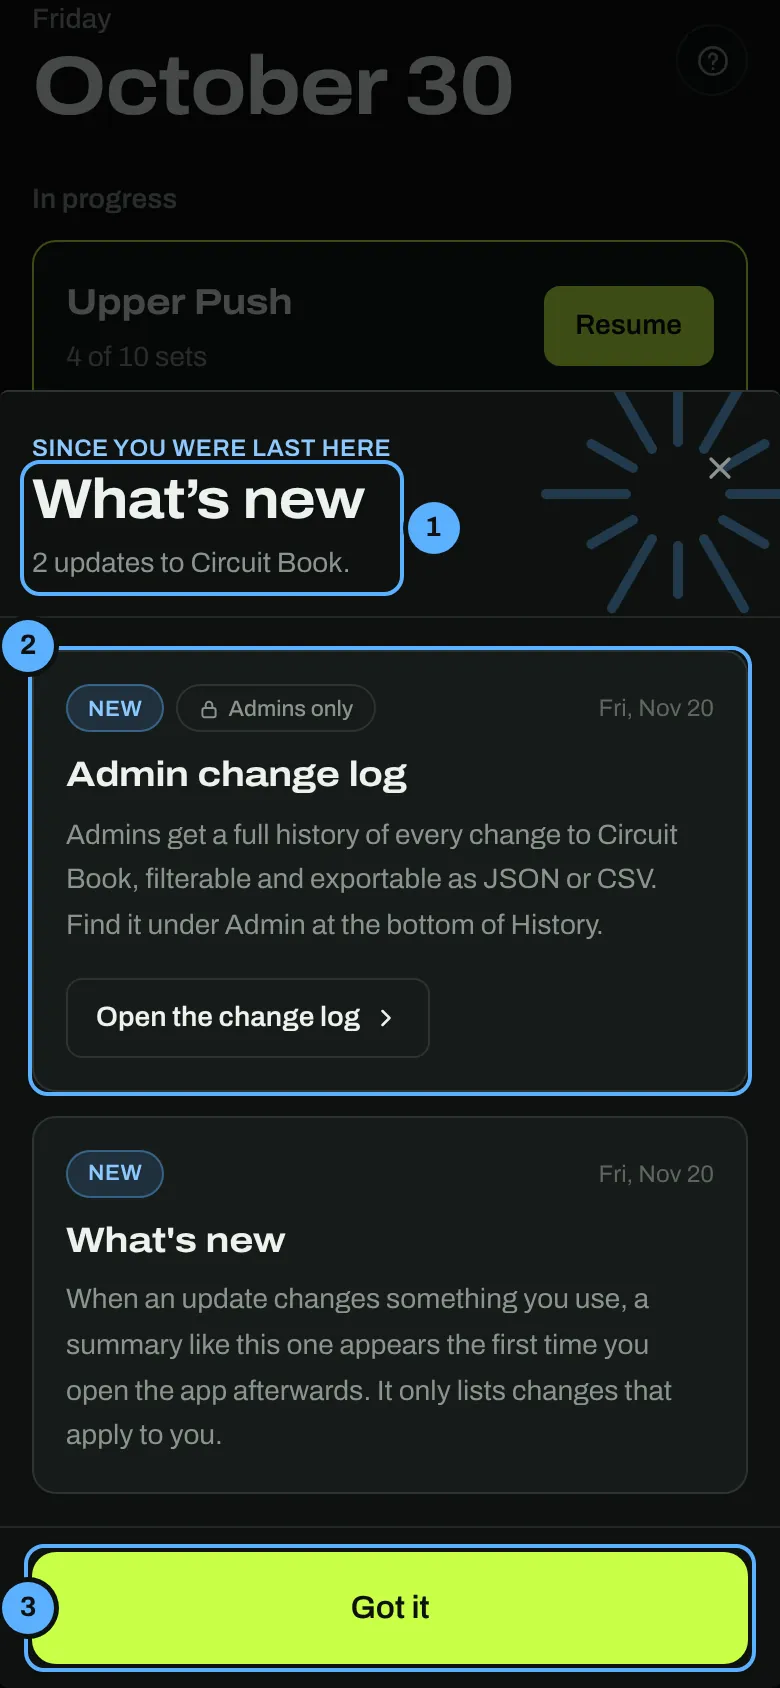 Friday
October 30
In progress
Upper Push
Resume
4 of 10 sets
SINCE YOU WERE LAST HERE
What’s new
1
2 updates to Circuit Book.
2
NEW
Admins only
Fri, Nov 20
Admin change log
Admins get a full history of every change to Circuit
Book, filterable and exportable as JSON or CSV.
Find it under Admin at the bottom of History.
Open the change log
NEW
Fri, Nov 20
What's new
When an update changes something you use, a
summary like this one appears the first time you
open the app afterwards. It only lists changes that
apply to you.
3
Got it